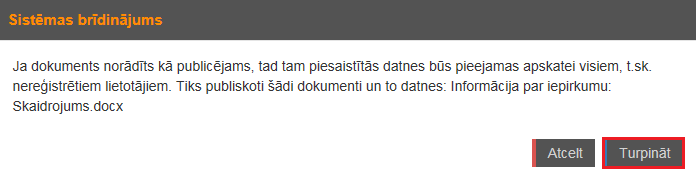 Sistēmas brīdinājums
Ja dokuments norādīts kā publicējams, tad tam piesaistītās datnes būs pieejamas apskatei visiem, t.sk.
nereģistrētiem lietotājiem. Tiks publiskoti šādi dokumenti un to datnes: Informācija par iepirkumu:
Skaidrojums.docx
Atcelt
Turpināt